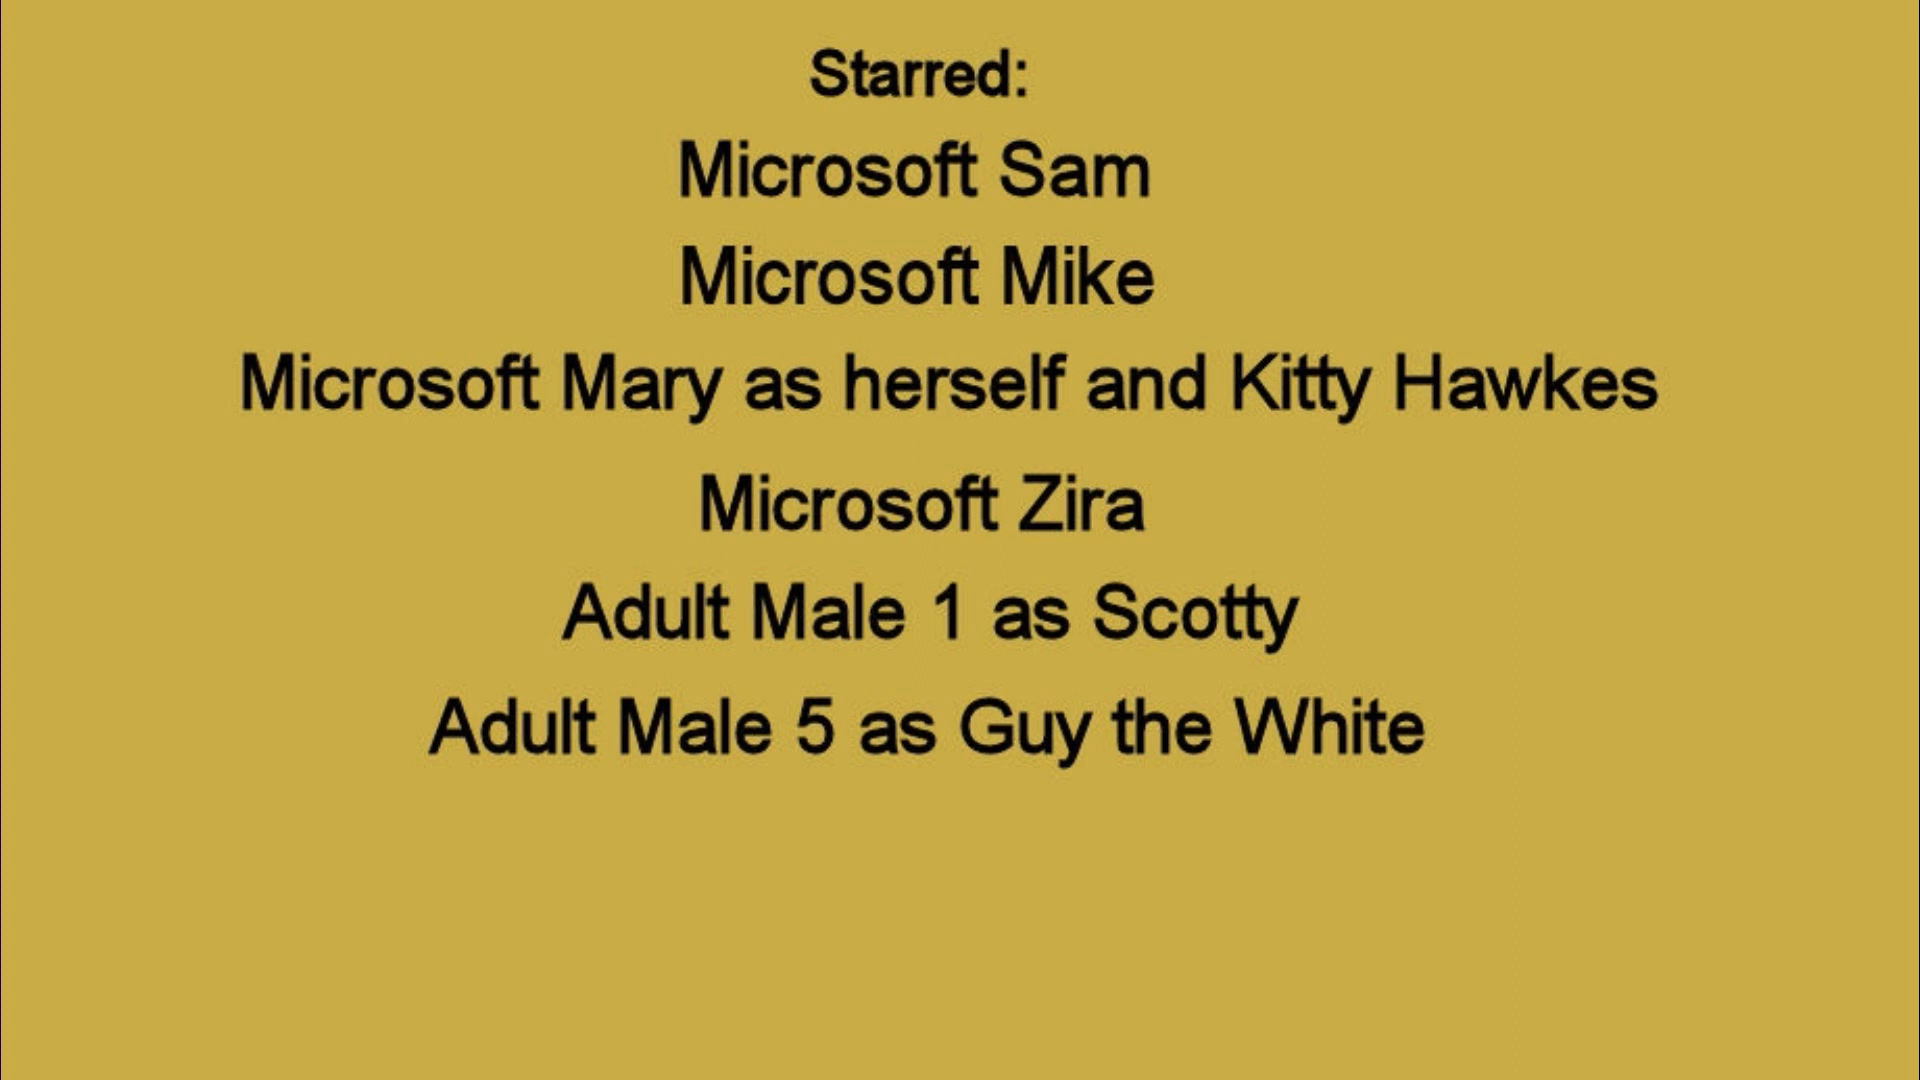 Starred:
Microsoft Sam
Microsoft Mike
Microsoft Mary as herself and Kitty Hawkes
Microsoft Zira
Adult Male 1 as Scotty
Adult Male 5 as Guy the White